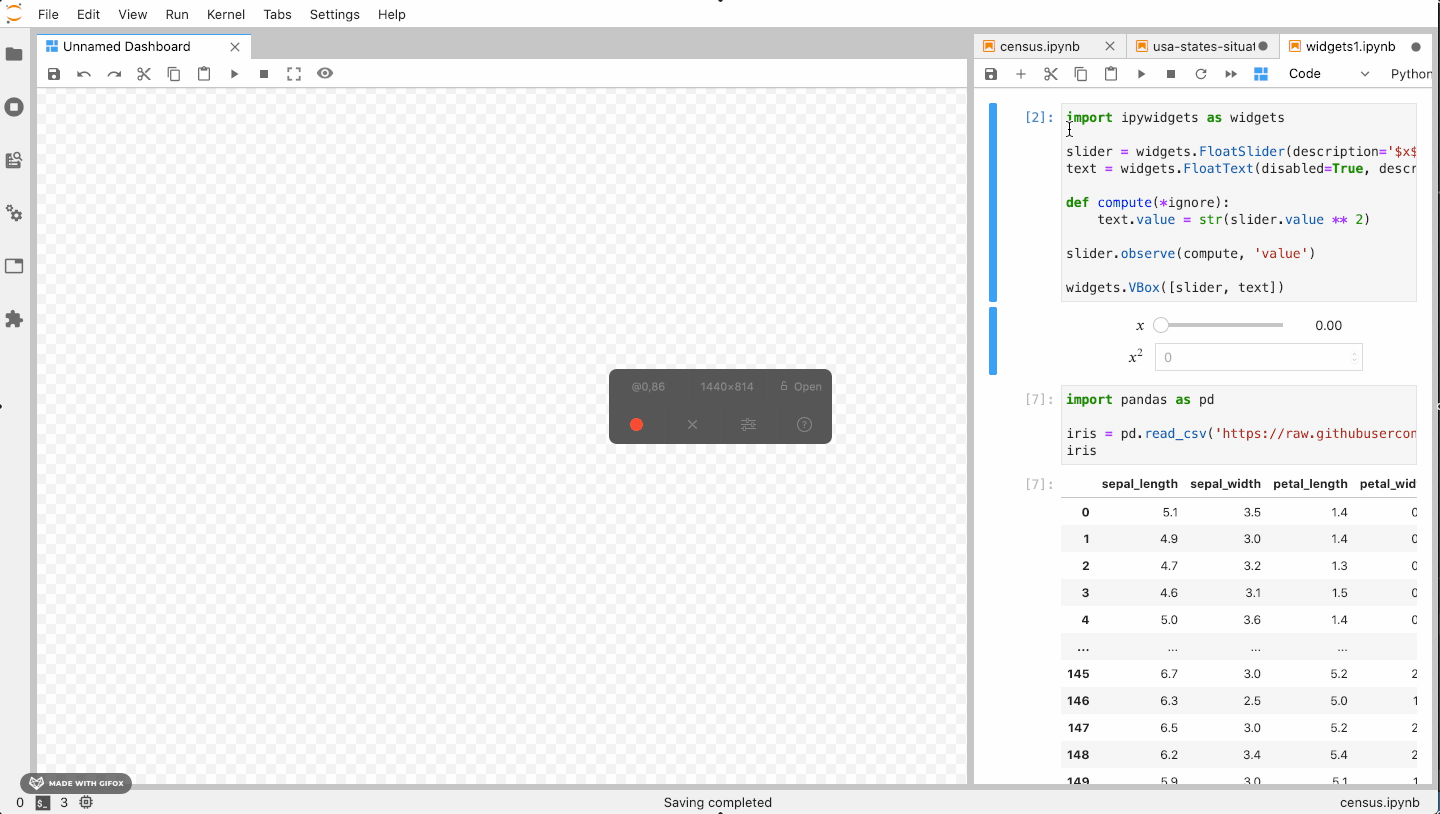 File Edit View Run Kernel Tabs Settings Help
Unnamed Dashboard
census.ipynb
usa-states-situat
widgets1.ipynb
Code
Python
[2]:
import ipywidgets as widgets
slider = widgets.FloatSlider(description='$x$
text = widgets.FloatText(disabled=True, descr
def compute(*ignore):
text.value = str(slider.value ** 2)
slider.observe(compute, 'value')
widgets.VBox([slider, text])
x 0.00
x² 0
@0,86 1440×814 Open
?
[7]:
import pandas as pd
iris = pd.read_csv('https://raw.githubusercon
iris
[7]:
sepal_length sepal_width petal_length petal_wid
0 5.1 3.5 1.4 0
1 4.9 3.0 1.4 0
2 4.7 3.2 1.3 0
3 4.6 3.1 1.5 0
4 5.0 3.6 1.4 0
... ... ... ...
145 6.7 3.0 5.2 2
146 6.3 2.5 5.0 1
147 6.5 3.0 5.2 2
148 6.2 3.4 5.4 2
149 5.9 3.0 5.1 1
MADE WITH GIFOX
0 $_ 3 Saving completed census.ipynb